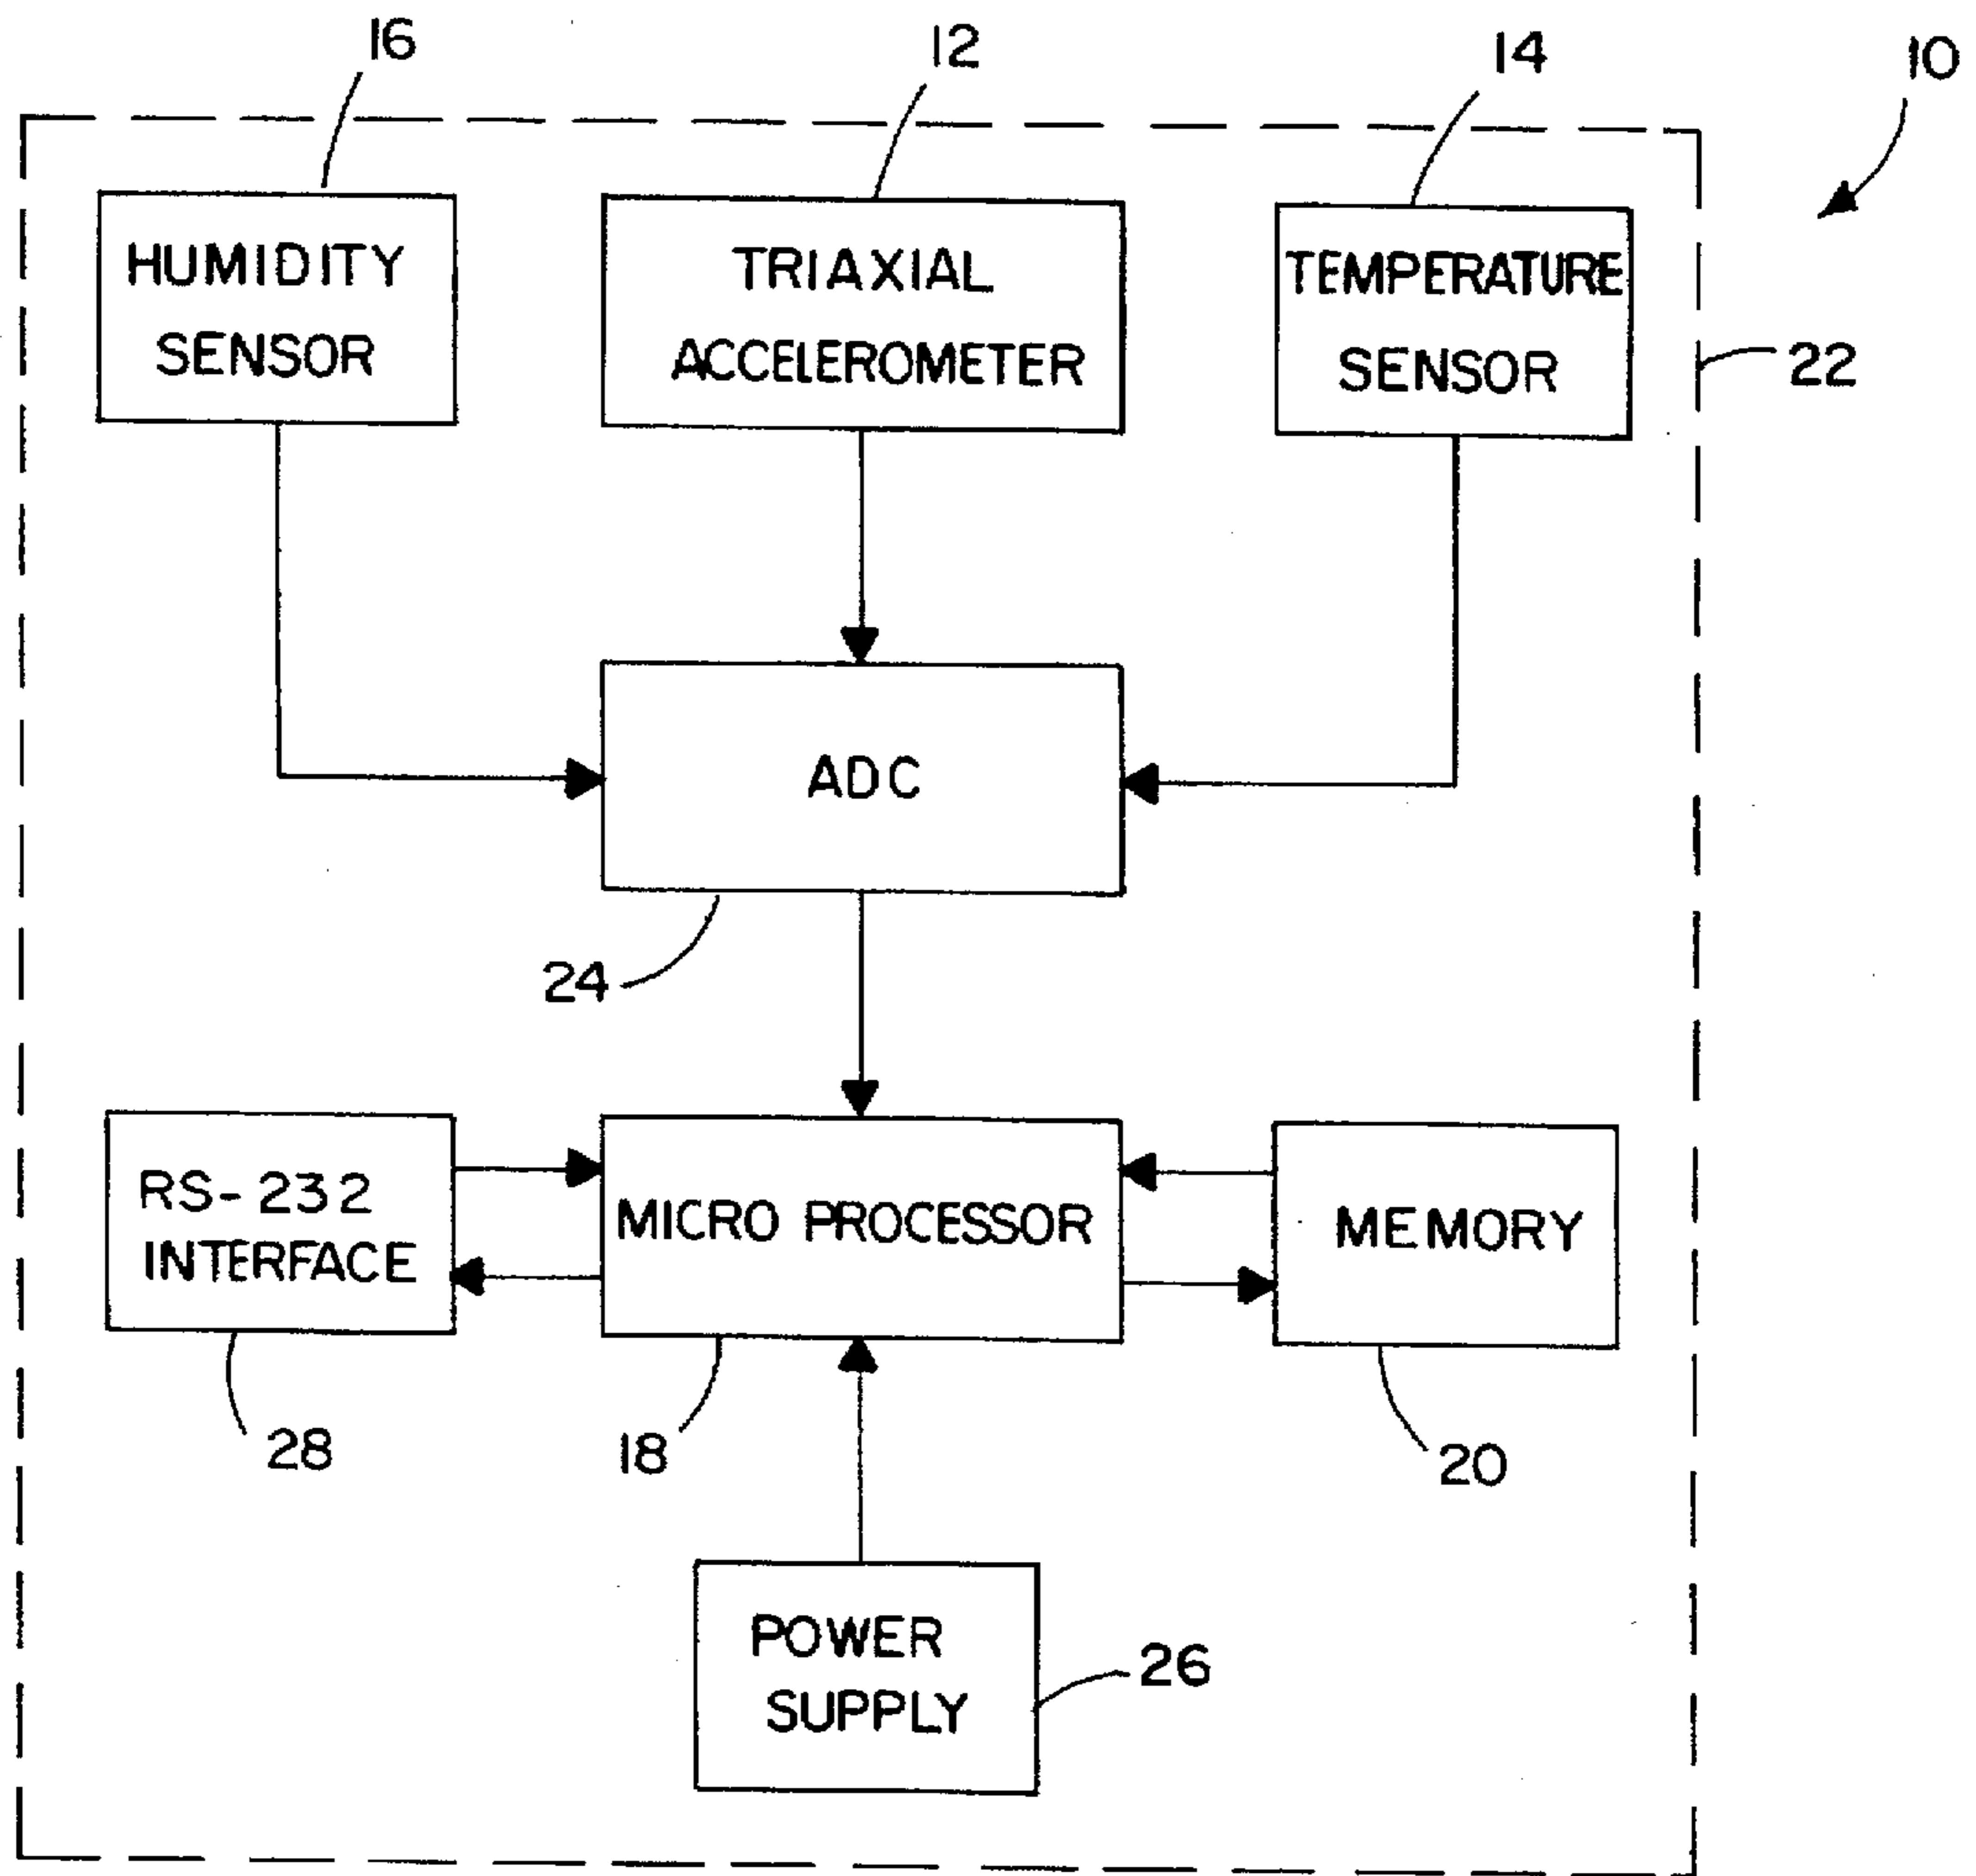 16
12
14
10
HUMIDITY
SENSOR
TRIAXIAL
ACCELEROMETER
TEMPERATURE
SENSOR
22
ADC
24
RS-232
INTERFACE
MICRO PROCESSOR
MEMORY
28
18
20
POWER
SUPPLY
26